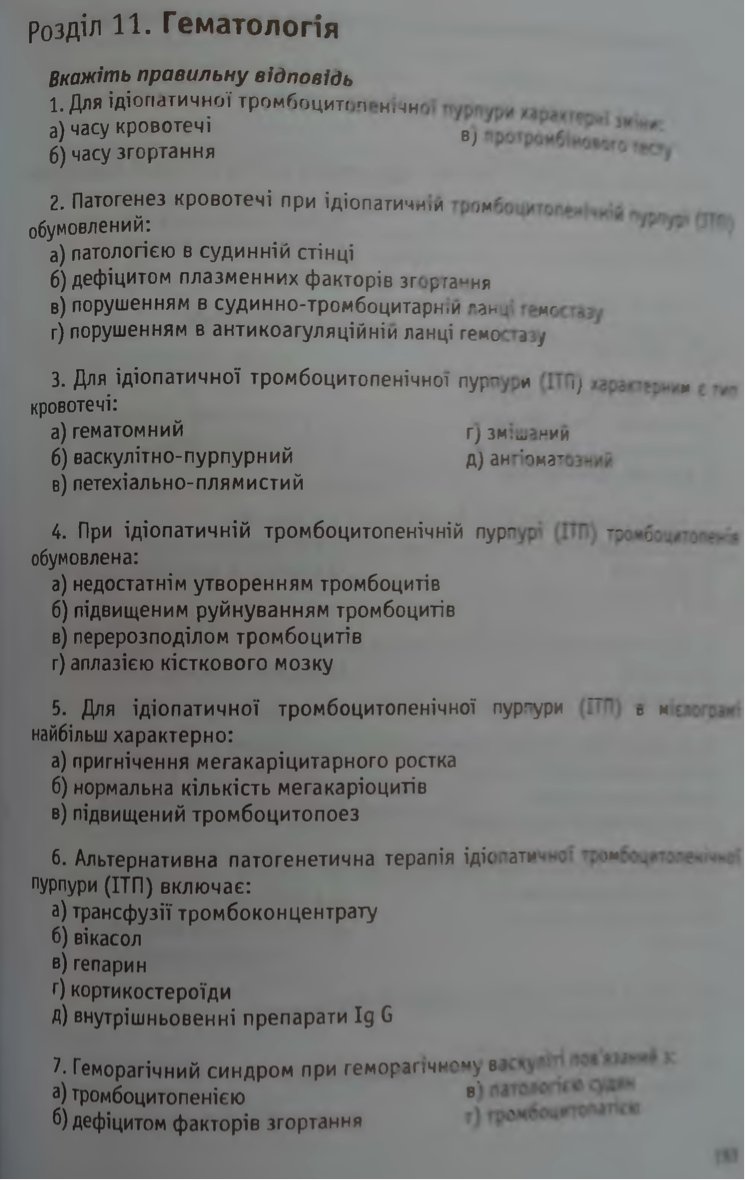 Розділ 11. Гематологія
Вкажіть правильну відповідь
1. Для ідіопатичної тромбоцитопенічної пурпури характерні зміни:
а) часу кровотечі
в) протромбінового тесту
б) часу згортання
2. Патогенез кровотечі при ідіопатичній тромбоцитопенічній пурпурі (ІТП)
обумовлений:
а) патологією в судинній стінці
б) дефіцитом плазменних факторів згортання
в) порушенням в судинно-тромбоцитарній ланці гемостазу
г) порушенням в антикоагуляційній ланці гемостазу
3. Для ідіопатичної тромбоцитопенічної пурпури (ІТП) характерним є тип
кровотечі:
а) гематомний
г) змішаний
б) васкулітно-пурпурний
д) ангіоматозний
в) петехіально-плямистий
4. При ідіопатичній тромбоцитопенічній пурпурі (ІТП) тромбоцитопенія
обумовлена:
а) недостатнім утворенням тромбоцитів
б) підвищеним руйнуванням тромбоцитів
в) перерозподілом тромбоцитів
г) аплазією кісткового мозку
5. Для ідіопатичної тромбоцитопенічної пурпури (ІТП) в мієлограмі
найбільш характерно:
а) пригнічення мегакаріцитарного ростка
б) нормальна кількість мегакаріоцитів
в) підвищений тромбоцитопоез
6. Альтернативна патогенетична терапія ідіопатичної тромбоцитопенічної
пурпури (ІТП) включає:
а) трансфузії тромбоконцентрату
б) вікасол
в) гепарин
г) кортикостероїди
д) внутрішньовенні препарати Ig G
7. Геморагічний синдром при геморагічному васкуліті пов'язаний з:
а) тромбоцитопенією
в) патологією судин
б) дефіцитом факторів згортання
г) тромбоцитопатією